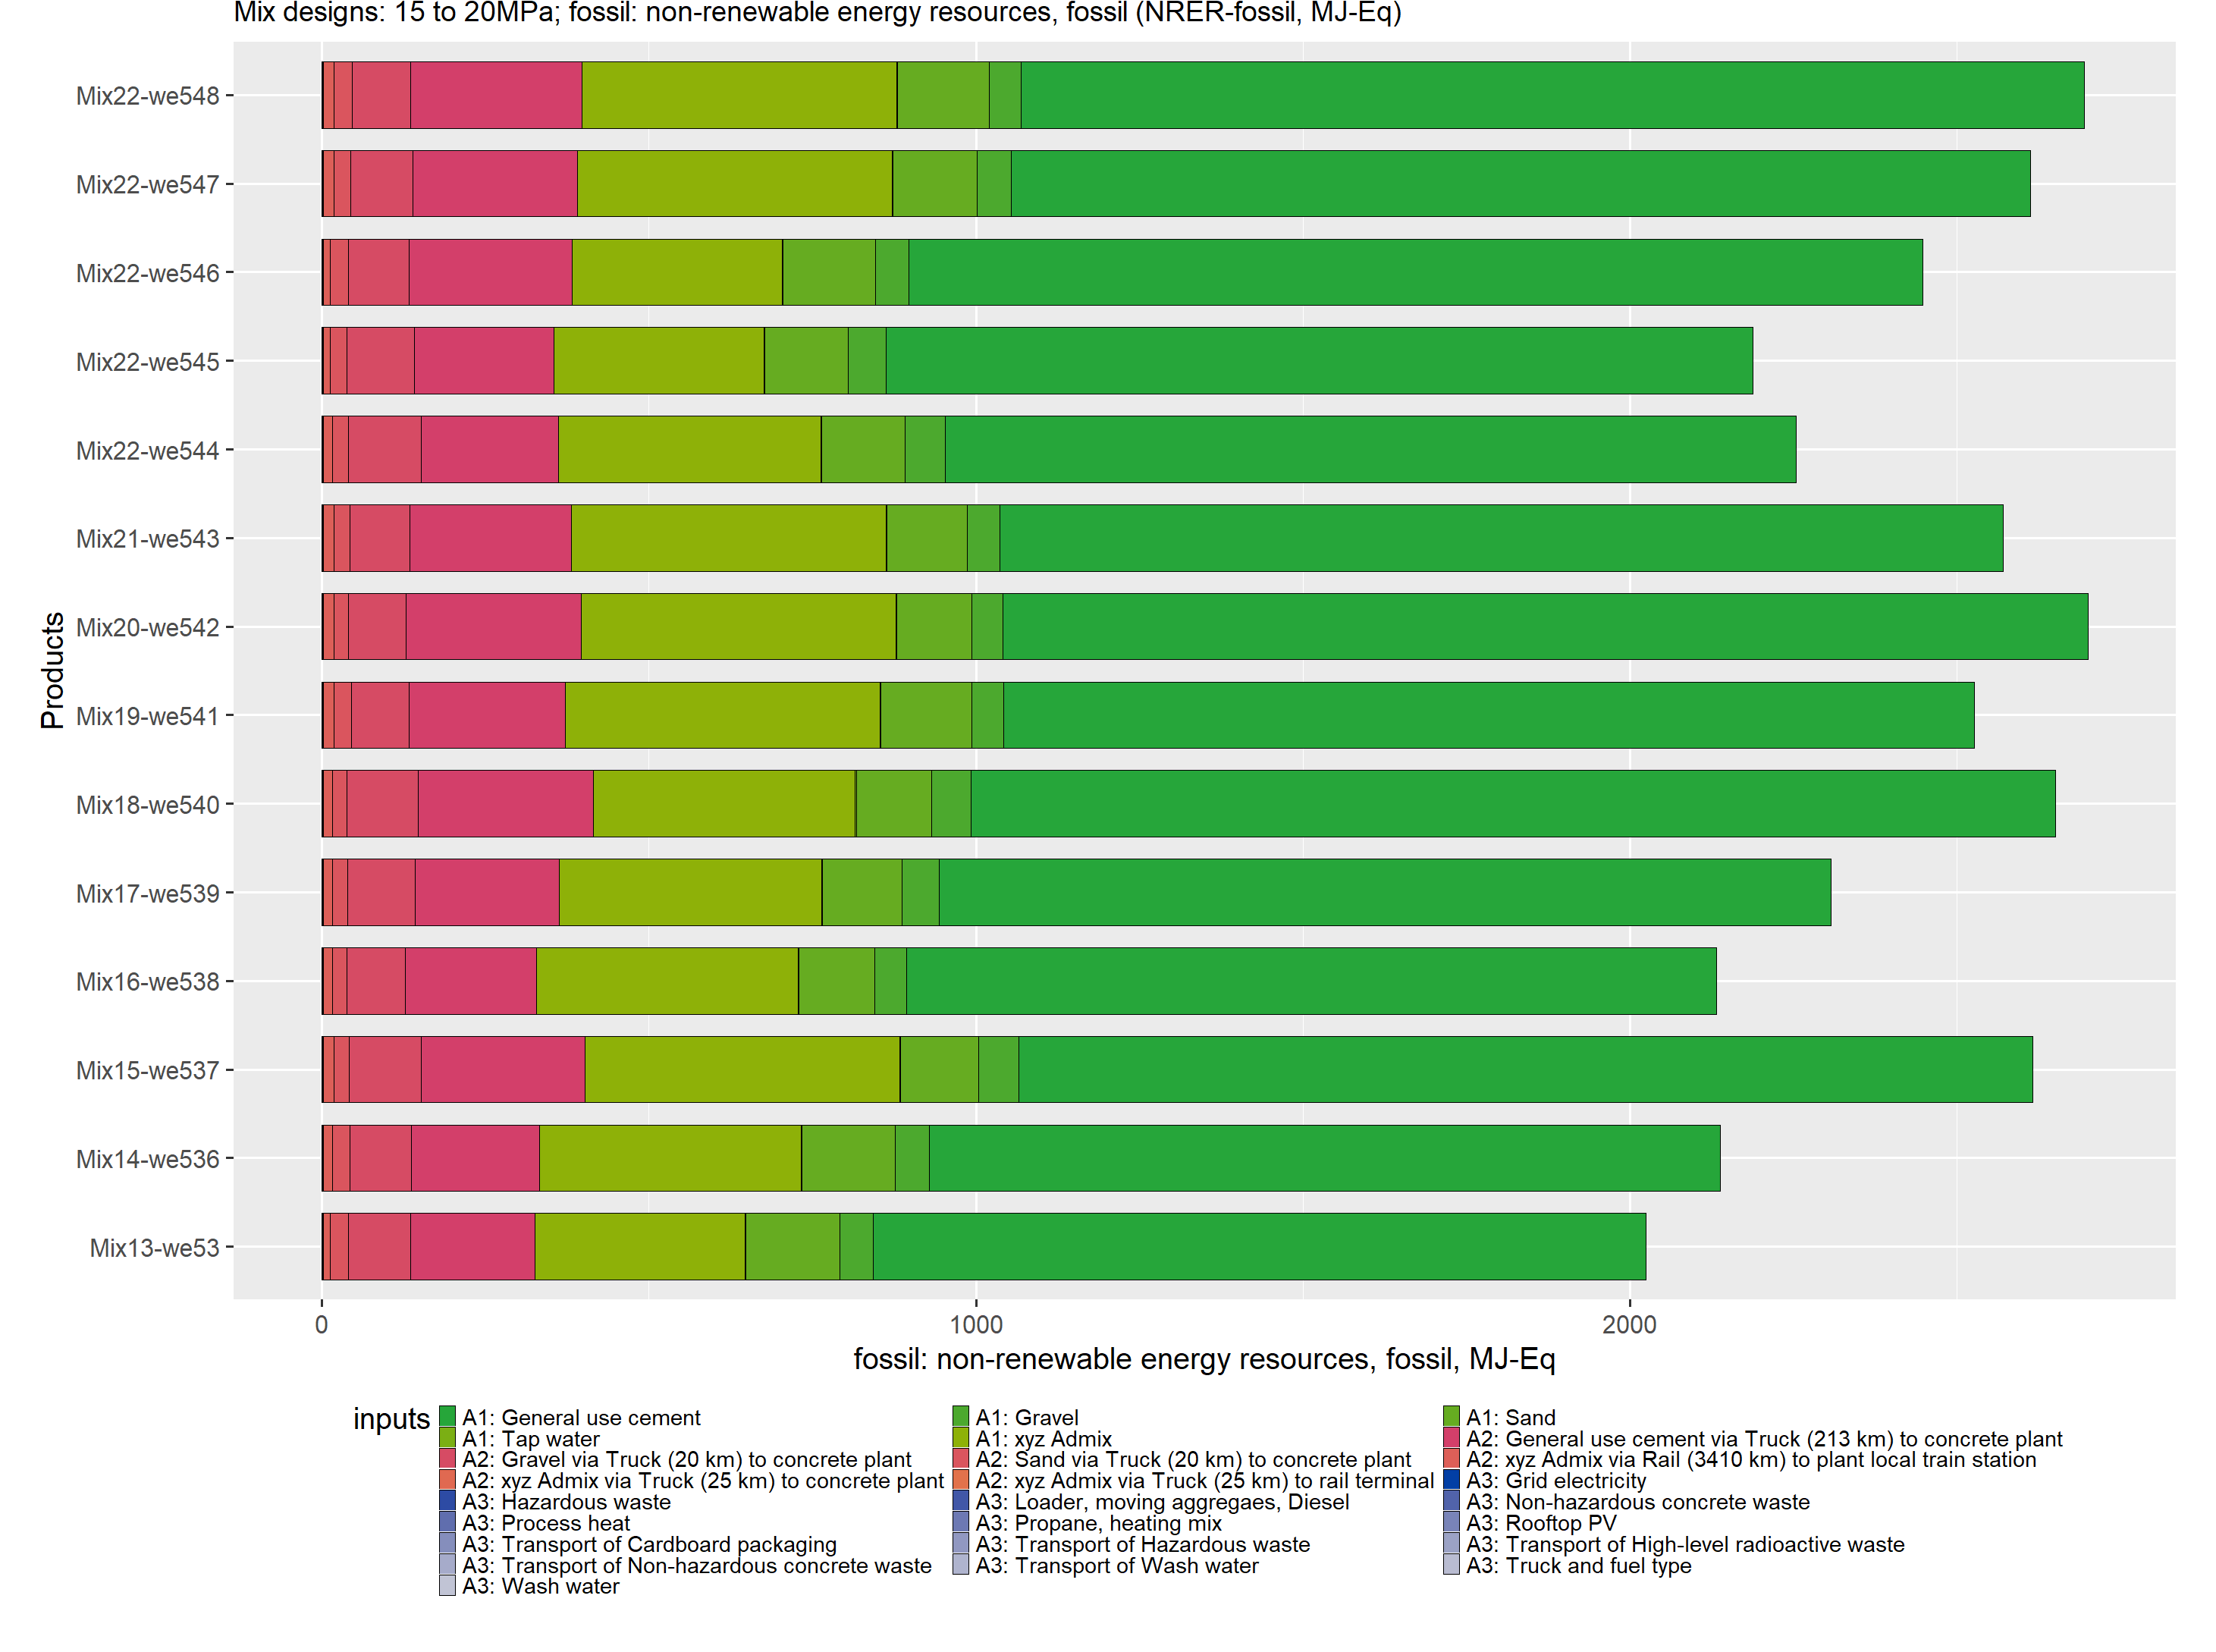 Mix designs: 15 to 20MPa; fossil: non-renewable energy resources, fossil (NRER-fossil, MJ-Eq)
Products
Mix22-we548
Mix22-we547
Mix22-we546
Mix22-we545
Mix22-we544
Mix21-we543
Mix20-we542
Mix19-we541
Mix18-we540
Mix17-we539
Mix16-we538
Mix15-we537
Mix14-we536
Mix13-we53
0 1000 2000
fossil: non-renewable energy resources, fossil, MJ-Eq
inputs
A1: General use cement A1: Gravel A1: Sand
A1: Tap water A1: xyz Admix A2: General use cement via Truck (213 km) to concrete plant
A2: Gravel via Truck (20 km) to concrete plant A2: Sand via Truck (20 km) to concrete plant A2: xyz Admix via Rail (3410 km) to plant local train station
A2: xyz Admix via Truck (25 km) to concrete plant A2: xyz Admix via Truck (25 km) to rail terminal A3: Grid electricity
A3: Hazardous waste A3: Loader, moving aggregaes, Diesel A3: Non-hazardous concrete waste
A3: Process heat A3: Propane, heating mix A3: Rooftop PV
A3: Transport of Cardboard packaging A3: Transport of Hazardous waste A3: Transport of High-level radioactive waste
A3: Transport of Non-hazardous concrete waste A3: Transport of Wash water A3: Truck and fuel type
A3: Wash water